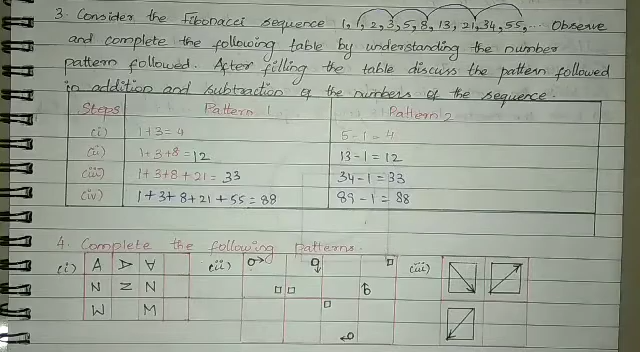 3. Consider the Fibonacci sequence 1, 1, 2, 3, 5, 8, 13, 21, 34, 55, ... Observe
and complete the following table by understanding the number
pattern followed. After filling the table discuss the pattern followed
in addition and subtraction of the numbers of the sequence.
Steps Pattern 1 Pattern 2
(i) 1+3=4 5-1=4
(ii) 1+3+8=12 13-1=12
(iii) 1+3+8+21=33 34-1=33
(iv) 1+3+8+21+55=88 89-1=88
4. Complete the following patterns.
(i) A A A (ii) (iii)
N Z N
W M